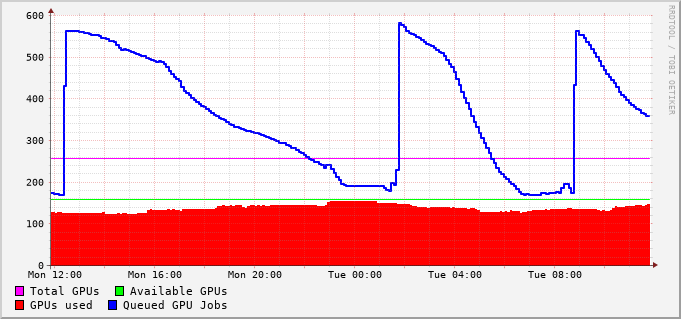 600
500
400
300
200
100
0
Mon 12:00 Mon 16:00 Mon 20:00 Tue 00:00 Tue 04:00 Tue 08:00
Total GPUs Available GPUs
GPUs used Queued GPU Jobs
RRDTOOL / TOBI OETIKER